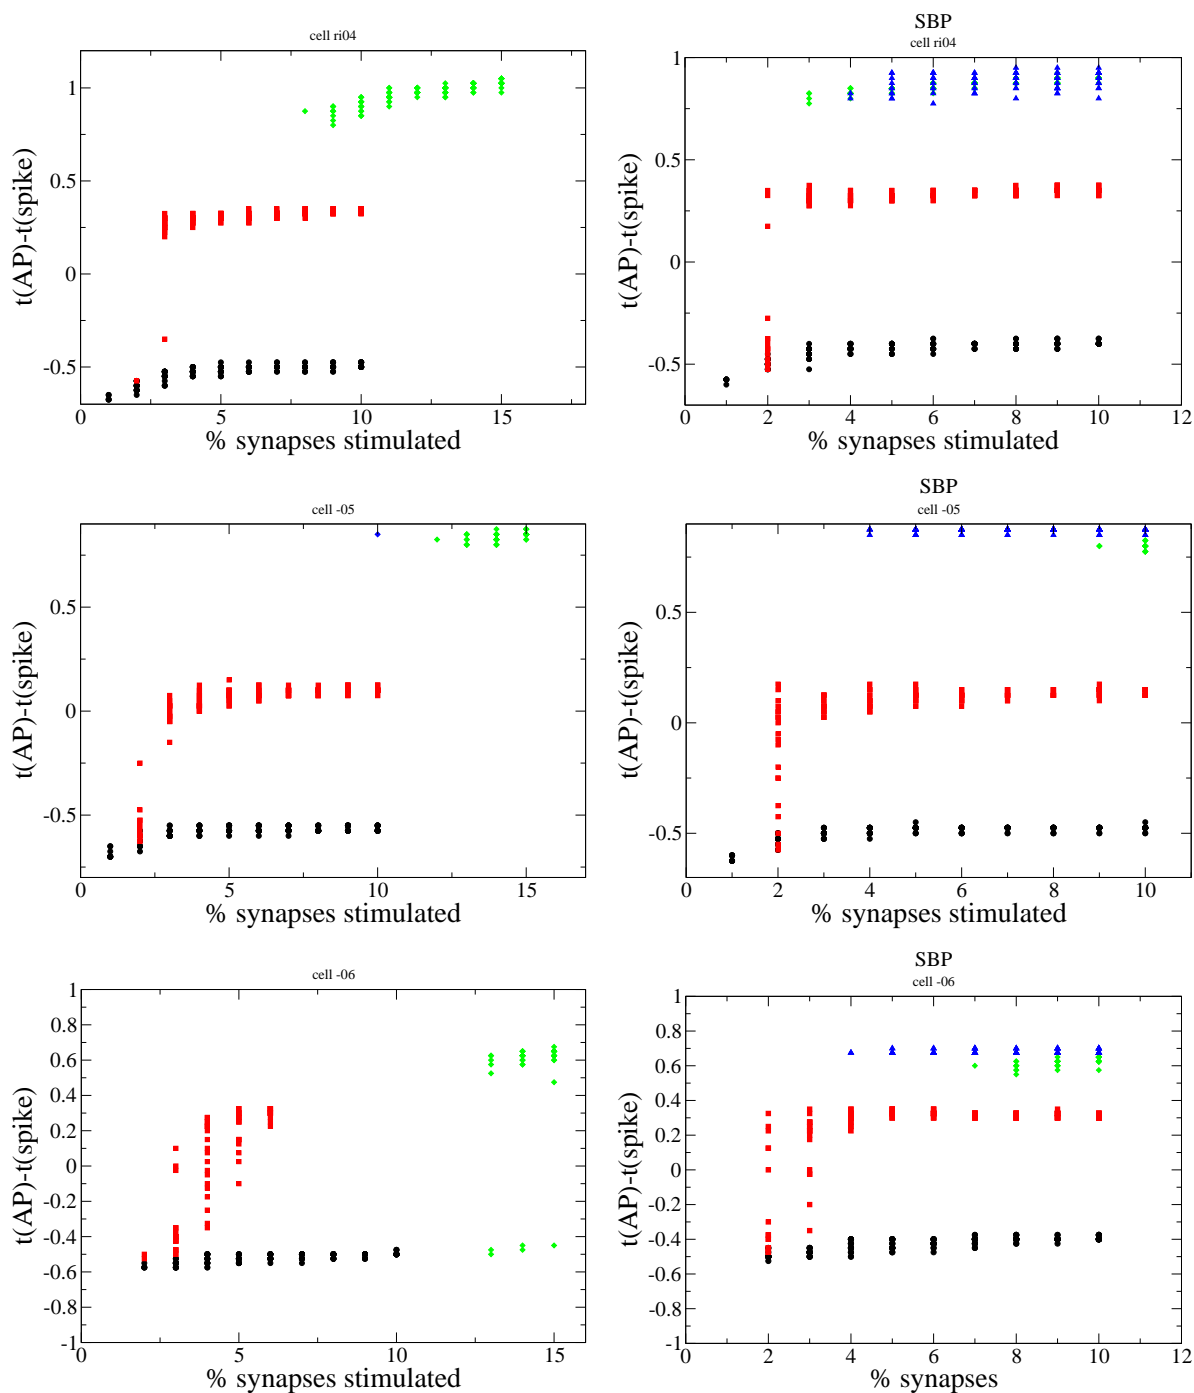 cell ri04
t(AP)-t(spike)
1
0.5
0
-0.5
0 5 10 15
% synapses stimulated
SBP
cell ri04
t(AP)-t(spike)
1
0.5
0
-0.5
0 2 4 6 8 10 12
% synapses stimulated
cell -05
t(AP)-t(spike)
0.5
0
-0.5
0 5 10 15
% synapses stimulated
SBP
cell -05
t(AP)-t(spike)
0.5
0
-0.5
0 2 4 6 8 10
% synapses stimulated
cell -06
t(AP)-t(spike)
1
0.8
0.6
0.4
0.2
0
-0.2
-0.4
-0.6
-0.8
-1
0 5 10 15
% synapses stimulated
SBP
cell -06
t(AP)-t(spike)
1
0.8
0.6
0.4
0.2
0
-0.2
-0.4
-0.6
-0.8
-1
0 2 4 6 8 10 12
% synapses